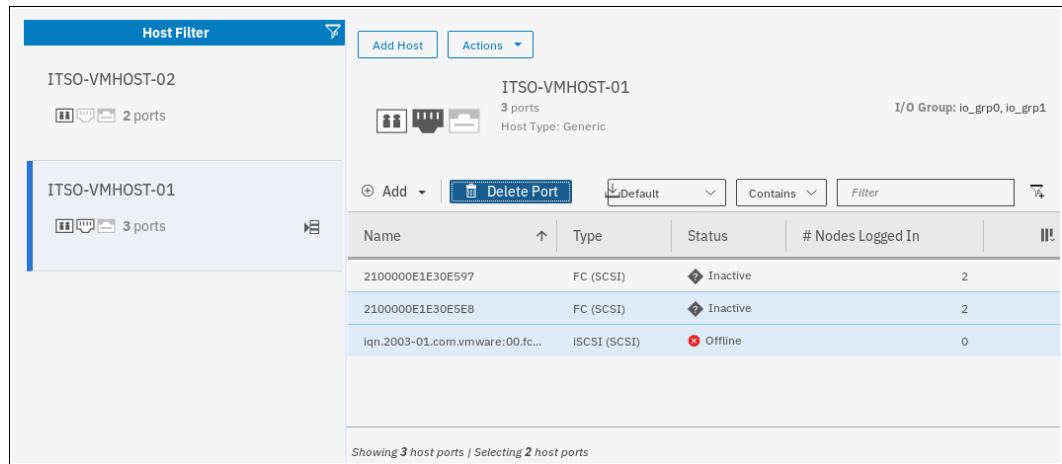 Host Filter
ITSO-VMHOST-02
2 ports
ITSO-VMHOST-01
3 ports
Add Host Actions
ITSO-VMHOST-01
3 ports
Host Type: Generic
I/O Group: io_grp0, io_grp1
Add Delete Port Default Contains Filter
Name Type Status # Nodes Logged In
2100000E1E30E597 FC (SCSI) Inactive 2
2100000E1E30E5E8 FC (SCSI) Inactive 2
iqn.2003-01.com.vmware:00.fc... iSCSI (SCSI) Offline 0
Showing 3 host ports | Selecting 2 host ports